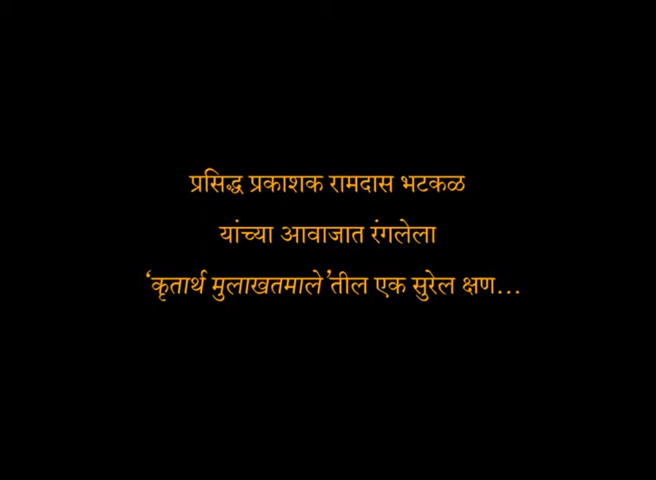 प्रसिद्ध प्रकाशक रामदास भटकळ
यांच्या आवाजात रंगलेला
‘कृतार्थ मुलाखतमाले’तील एक सुरेल क्षण...